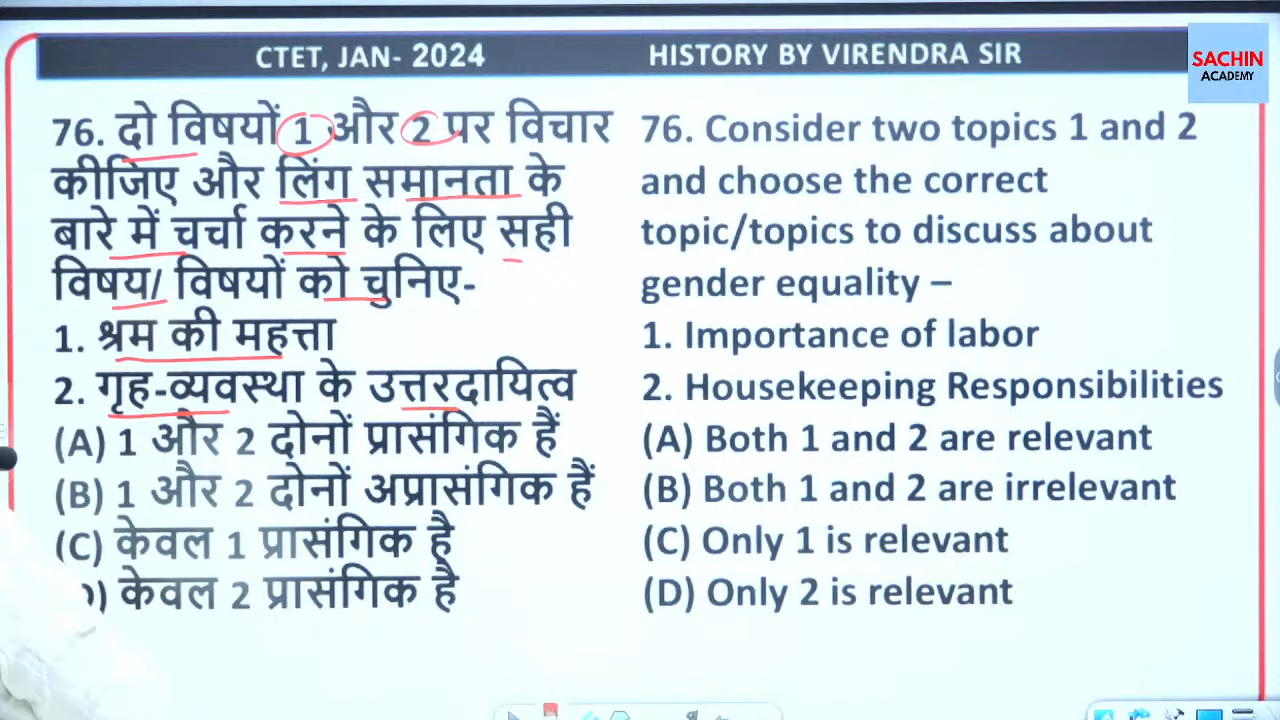 CTET, JAN- 2024
HISTORY BY VIRENDRA SIR
SACHIN
ACADEMY
76. दो विषयों 1 और 2 पर विचार
कीजिए और लिंग समानता के
बारे में चर्चा करने के लिए सही
विषय/ विषयों को चुनिए-
1. श्रम की महत्ता
2. गृह-व्यवस्था के उत्तरदायित्व
(A) 1 और 2 दोनों प्रासंगिक हैं
(B) 1 और 2 दोनों अप्रासंगिक हैं
(C) केवल 1 प्रासंगिक है
D) केवल 2 प्रासंगिक है
76. Consider two topics 1 and 2
and choose the correct
topic/topics to discuss about
gender equality –
1. Importance of labor
2. Housekeeping Responsibilities
(A) Both 1 and 2 are relevant
(B) Both 1 and 2 are irrelevant
(C) Only 1 is relevant
(D) Only 2 is relevant